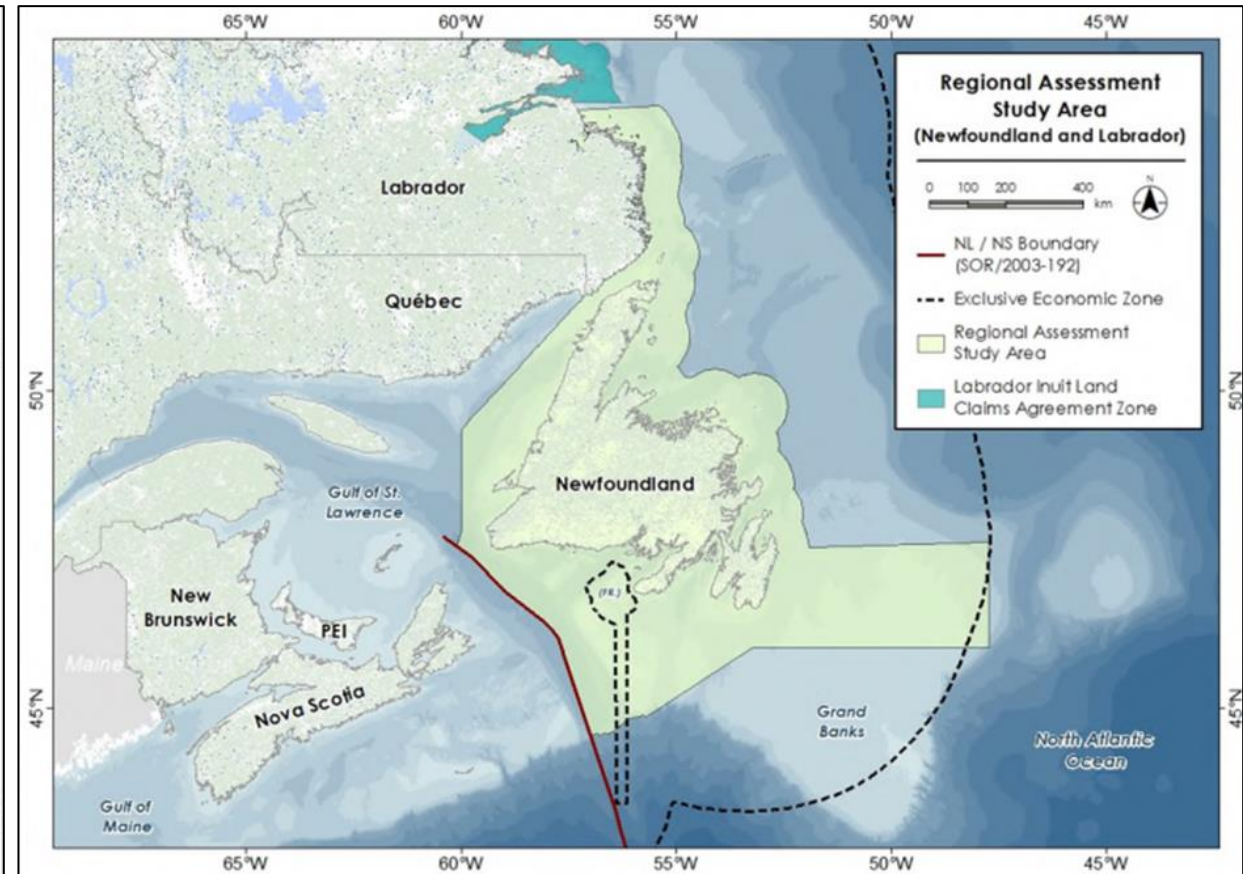 65°W 60°W 55°W 50°W 45°W
Regional Assessment
Study Area
(Newfoundland and Labrador)
0 100 200 400
km
N
NL / NS Boundary
(SOR/2003-192)
Exclusive Economic Zone
Regional Assessment
Study Area
Labrador Inuit Land
Claims Agreement Zone
Labrador
Québec
50°N 50°N
Newfoundland
Gulf of St.
Lawrence
(FR.)
New
Brunswick
PEI
Maine
Nova Scotia
45°N 45°N
Grand
Banks
North Atlantic
Ocean
Gulf of
Maine
65°W 60°W 55°W 50°W 45°W